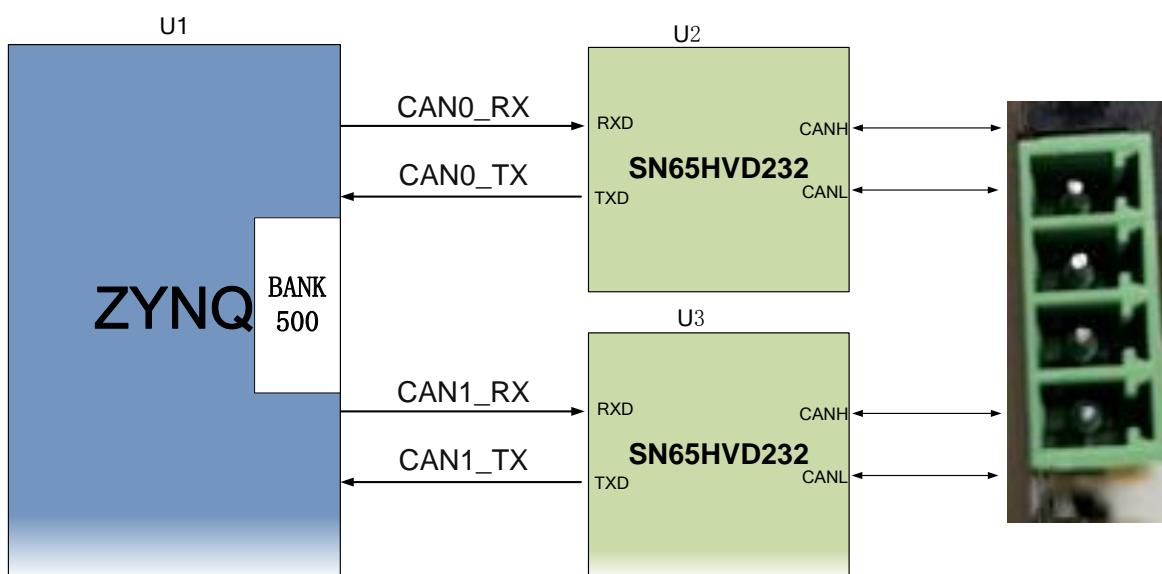 U1
U2
CAN0_RX
RXD
CANH
SN65HVD232
CAN0_TX
TXD
CANL
ZYNQ
BANK
500
U3
CAN1_RX
RXD
CANH
SN65HVD232
CAN1_TX
TXD
CANL